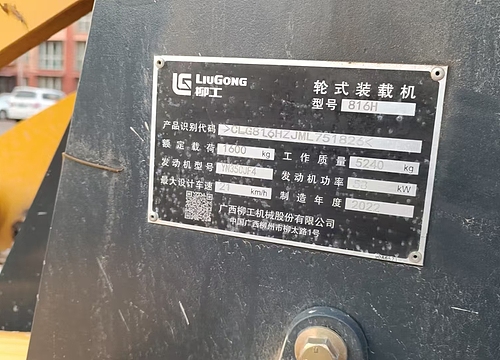 LIUGONG
柳工
轮式装载机
型号 816H
产品识别代码 >CLG816HZJML751826<
额定载荷 1600 kg 工作质量 5240 kg
发动机型号 发动机功率 kW
最大设计车速 21 km/h 制造年度 2022
广西柳工机械股份有限公司
中国广西柳州市柳太路1号